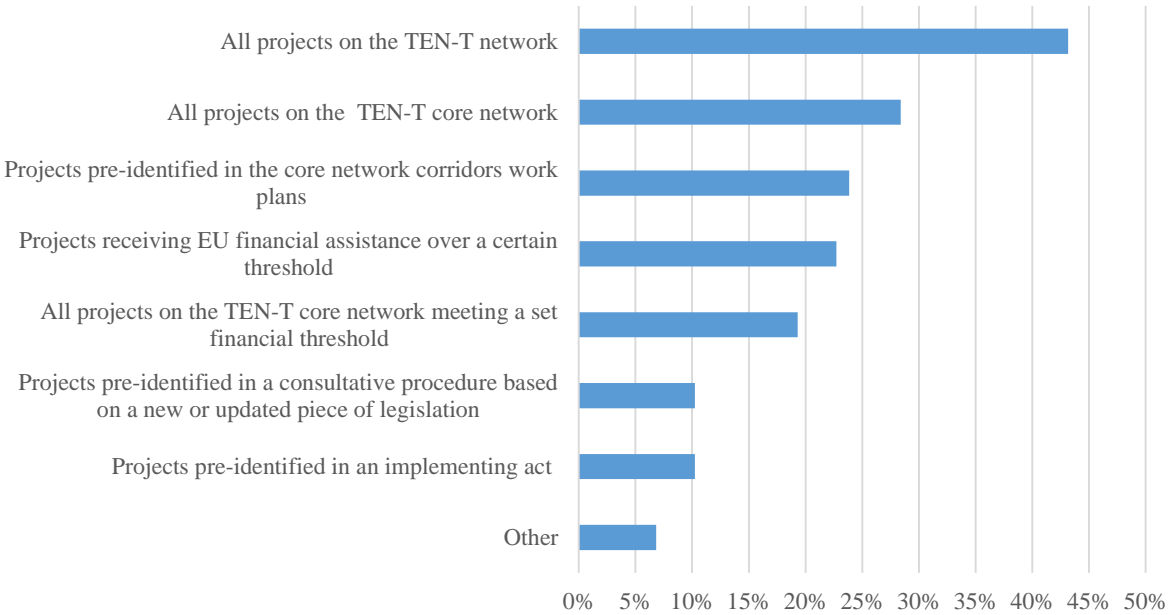 All projects on the TEN-T network
All projects on the  TEN-T core network
Projects pre-identified in the core network corridors work
plans
Projects receiving EU financial assistance over a certain
threshold
All projects on the TEN-T core network meeting a set
financial threshold
Projects pre-identified in a consultative procedure based
on a new or updated piece of legislation
Projects pre-identified in an implementing act
Other
0% 5% 10% 15% 20% 25% 30% 35% 40% 45% 50%